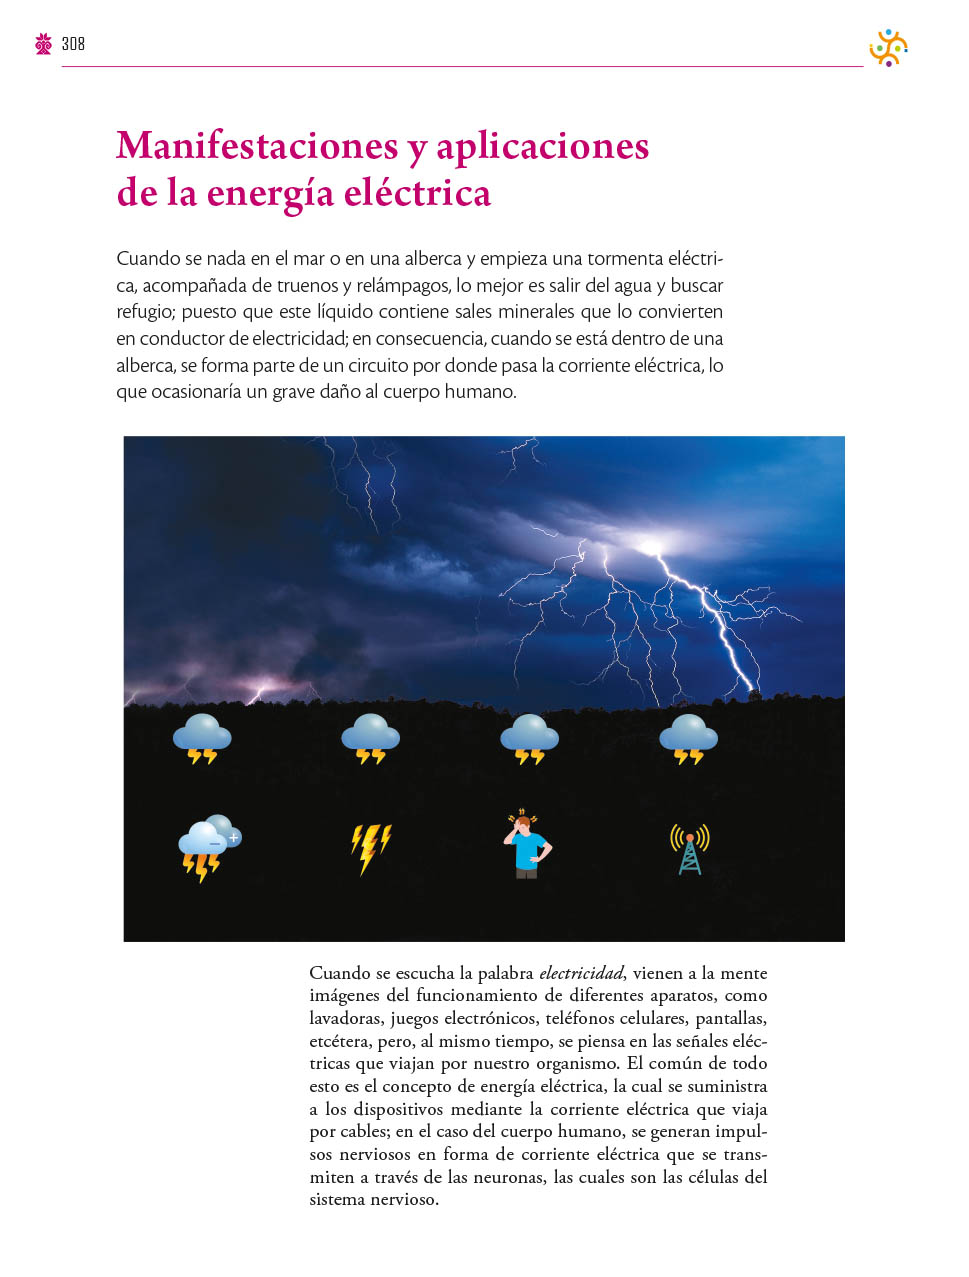 308
Manifestaciones y aplicaciones
de la energía eléctrica
Cuando se nada en el mar o en una alberca y empieza una tormenta eléctri-
ca, acompañada de truenos y relámpagos, lo mejor es salir del agua y buscar
refugio; puesto que este líquido contiene sales minerales que lo convierten
en conductor de electricidad; en consecuencia, cuando se está dentro de una
alberca, se forma parte de un circuito por donde pasa la corriente eléctrica, lo
que ocasionaría un grave daño al cuerpo humano.
Cuando se escucha la palabra electricidad, vienen a la mente
imágenes del funcionamiento de diferentes aparatos, como
lavadoras, juegos electrónicos, teléfonos celulares, pantallas,
etcétera, pero, al mismo tiempo, se piensa en las señales eléc-
tricas que viajan por nuestro organismo. El común de todo
esto es el concepto de energía eléctrica, la cual se suministra
a los dispositivos mediante la corriente eléctrica que viaja
por cables; en el caso del cuerpo humano, se generan impul-
sos nerviosos en forma de corriente eléctrica que se trans-
miten a través de las neuronas, las cuales son las células del
sistema nervioso.